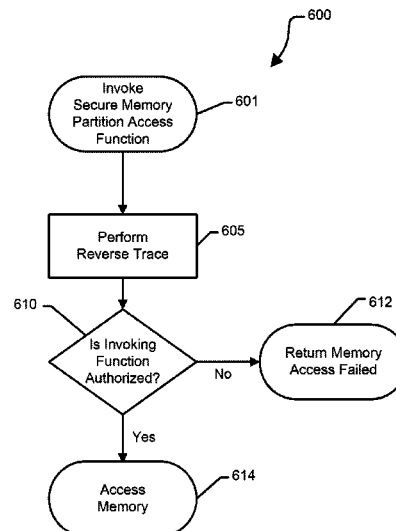 600
Invoke
Secure Memory
Partition Access
Function
601
Perform
Reverse Trace
605
610
Is Invoking
Function
Authorized?
No
612
Return Memory
Access Failed
Yes
Access
Memory
614